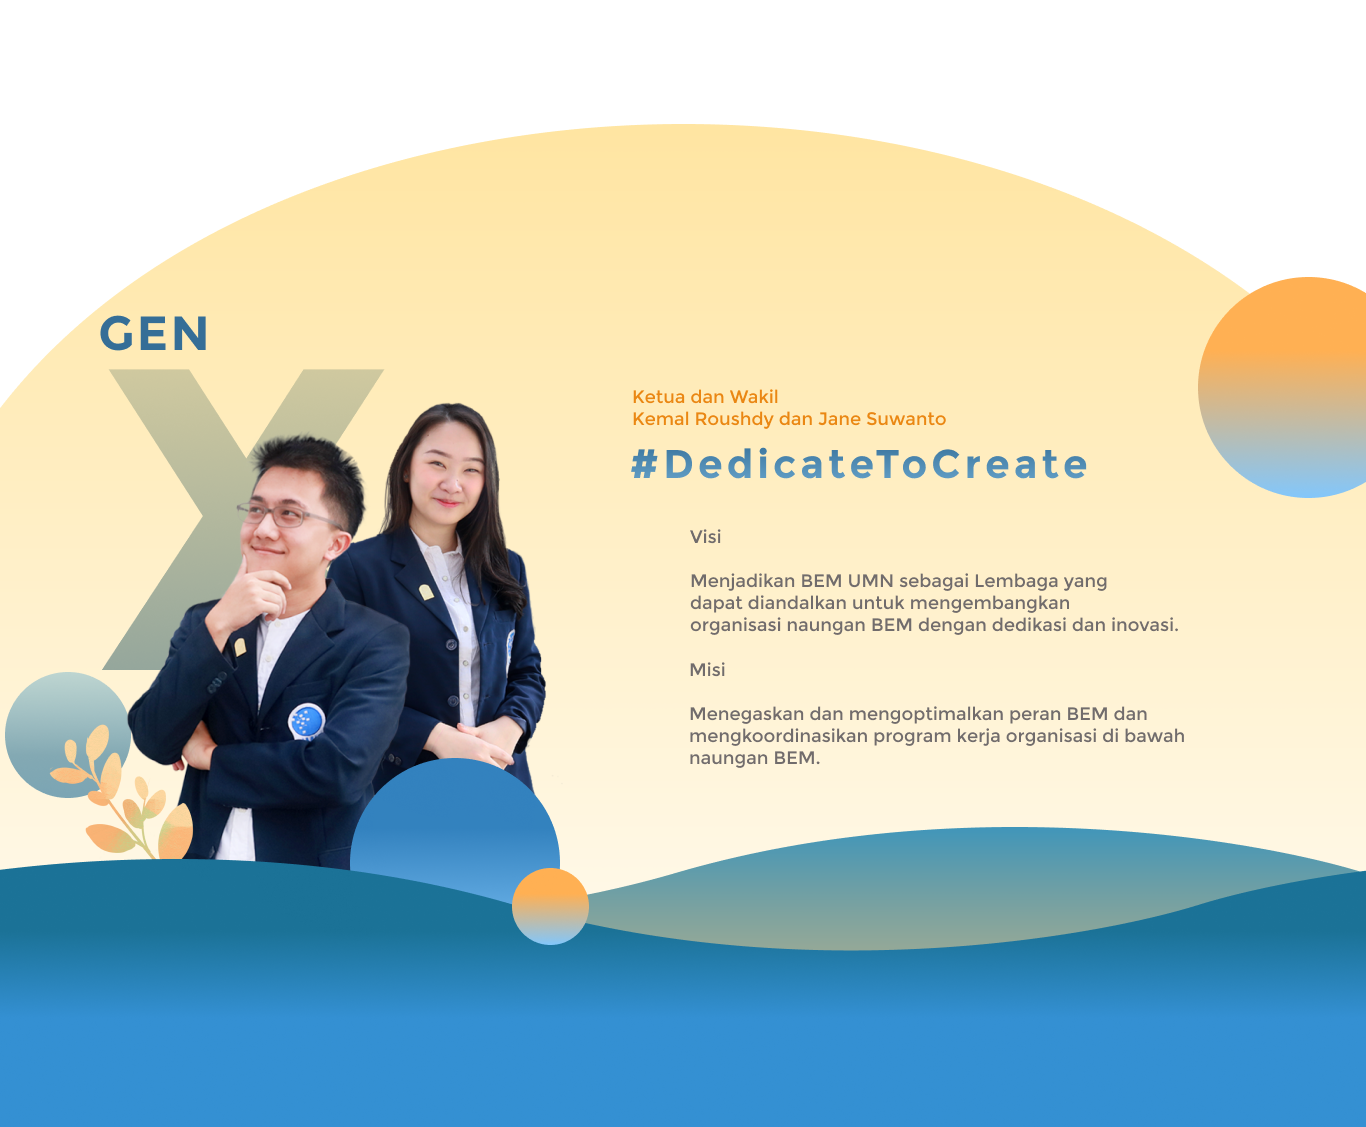 GEN
X
Ketua dan Wakil
Kemal Roushdy dan Jane Suwanto
#DedicateToCreate
Visi
Menjadikan BEM UMN sebagai Lembaga yang
dapat diandalkan untuk mengembangkan
organisasi naungan BEM dengan dedikasi dan inovasi.
Misi
Menegaskan dan mengoptimalkan peran BEM dan
mengkoordinasikan program kerja organisasi di bawah
naungan BEM.